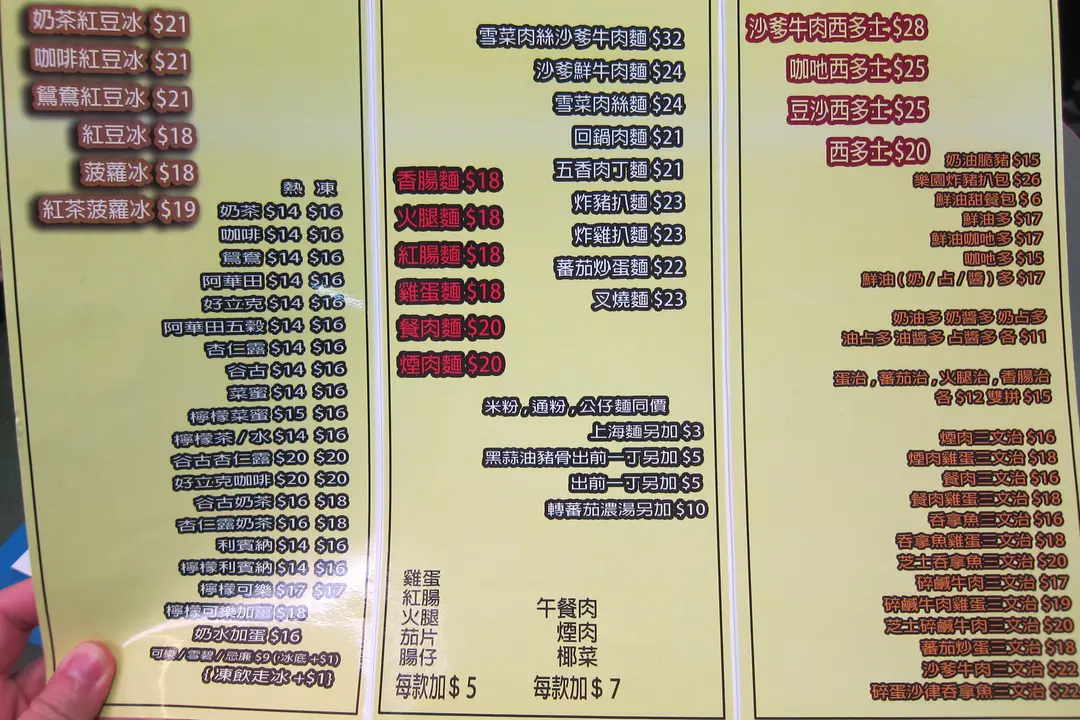 奶茶紅豆冰 $21
咖啡紅豆冰 $21
鴛鴦紅豆冰 $21
紅豆冰 $18
菠蘿冰 $18
紅茶菠蘿冰 $19
熱 凍
奶茶 $14 $16
咖啡 $14 $16
鴛鴦 $14 $16
阿華田 $14 $16
好立克 $14 $16
阿華田五穀 $14 $16
杏仁露 $14 $16
谷古 $14 $16
菜蜜 $14 $16
檸檬菜蜜 $15 $16
檸檬茶/水 $14 $16
谷古杏仁露 $20 $20
好立克咖啡 $20 $20
谷古奶茶 $16 $18
杏仁露奶茶 $16 $18
利賓納 $14 $16
檸檬利賓納 $14 $16
檸檬可樂 $17 $17
檸檬可樂加薑 $18
奶水加蛋 $16
可樂/雪碧/忌廉 $9 (冰底+$1)
{凍飲走冰+$1}
雪菜肉絲沙爹牛肉麵 $32
沙爹鮮牛肉麵 $24
雪菜肉絲麵 $24
回鍋肉麵 $21
五香肉丁麵 $21
炸豬扒麵 $23
炸雞扒麵 $23
蕃茄炒蛋麵 $22
叉燒麵 $23
香腸麵 $18
火腿麵 $18
紅腸麵 $18
雞蛋麵 $18
餐肉麵 $20
煙肉麵 $20
米粉,通粉,公仔麵同價
上海麵另加 $3
黑蒜油豬骨出前一丁另加 $5
出前一丁另加 $5
轉蕃茄濃湯另加 $10
雞蛋
紅腸
火腿
茄片
腸仔
每款加 $ 5
午餐肉
煙肉
椰菜
每款加 $ 7
沙爹牛肉西多士 $28
咖吔西多士 $25
豆沙西多士 $25
西多士 $20
奶油脆豬 $15
樂園炸豬扒包 $26
鮮油甜餐包 $ 6
鮮油多 $17
鮮油咖吔多 $17
咖吔多 $15
鮮油(奶/占/醬)多 $17
奶油多 奶醬多 奶占多
油占多 油醬多 占醬多 各 $11
蛋治,蕃茄治,火腿治,香腸治
各 $12 雙拼 $15
煙肉三文治 $16
煙肉雞蛋三文治 $18
餐肉三文治 $16
餐肉雞蛋三文治 $18
吞拿魚三文治 $16
吞拿魚雞蛋三文治 $18
芝士吞拿魚三文治 $20
碎鹹牛肉三文治 $17
碎鹹牛肉雞蛋三文治 $19
芝士碎鹹牛肉三文治 $20
蕃茄炒蛋三文治 $18
沙爹牛肉三文治 $22
碎蛋沙律吞拿魚三文治 $22